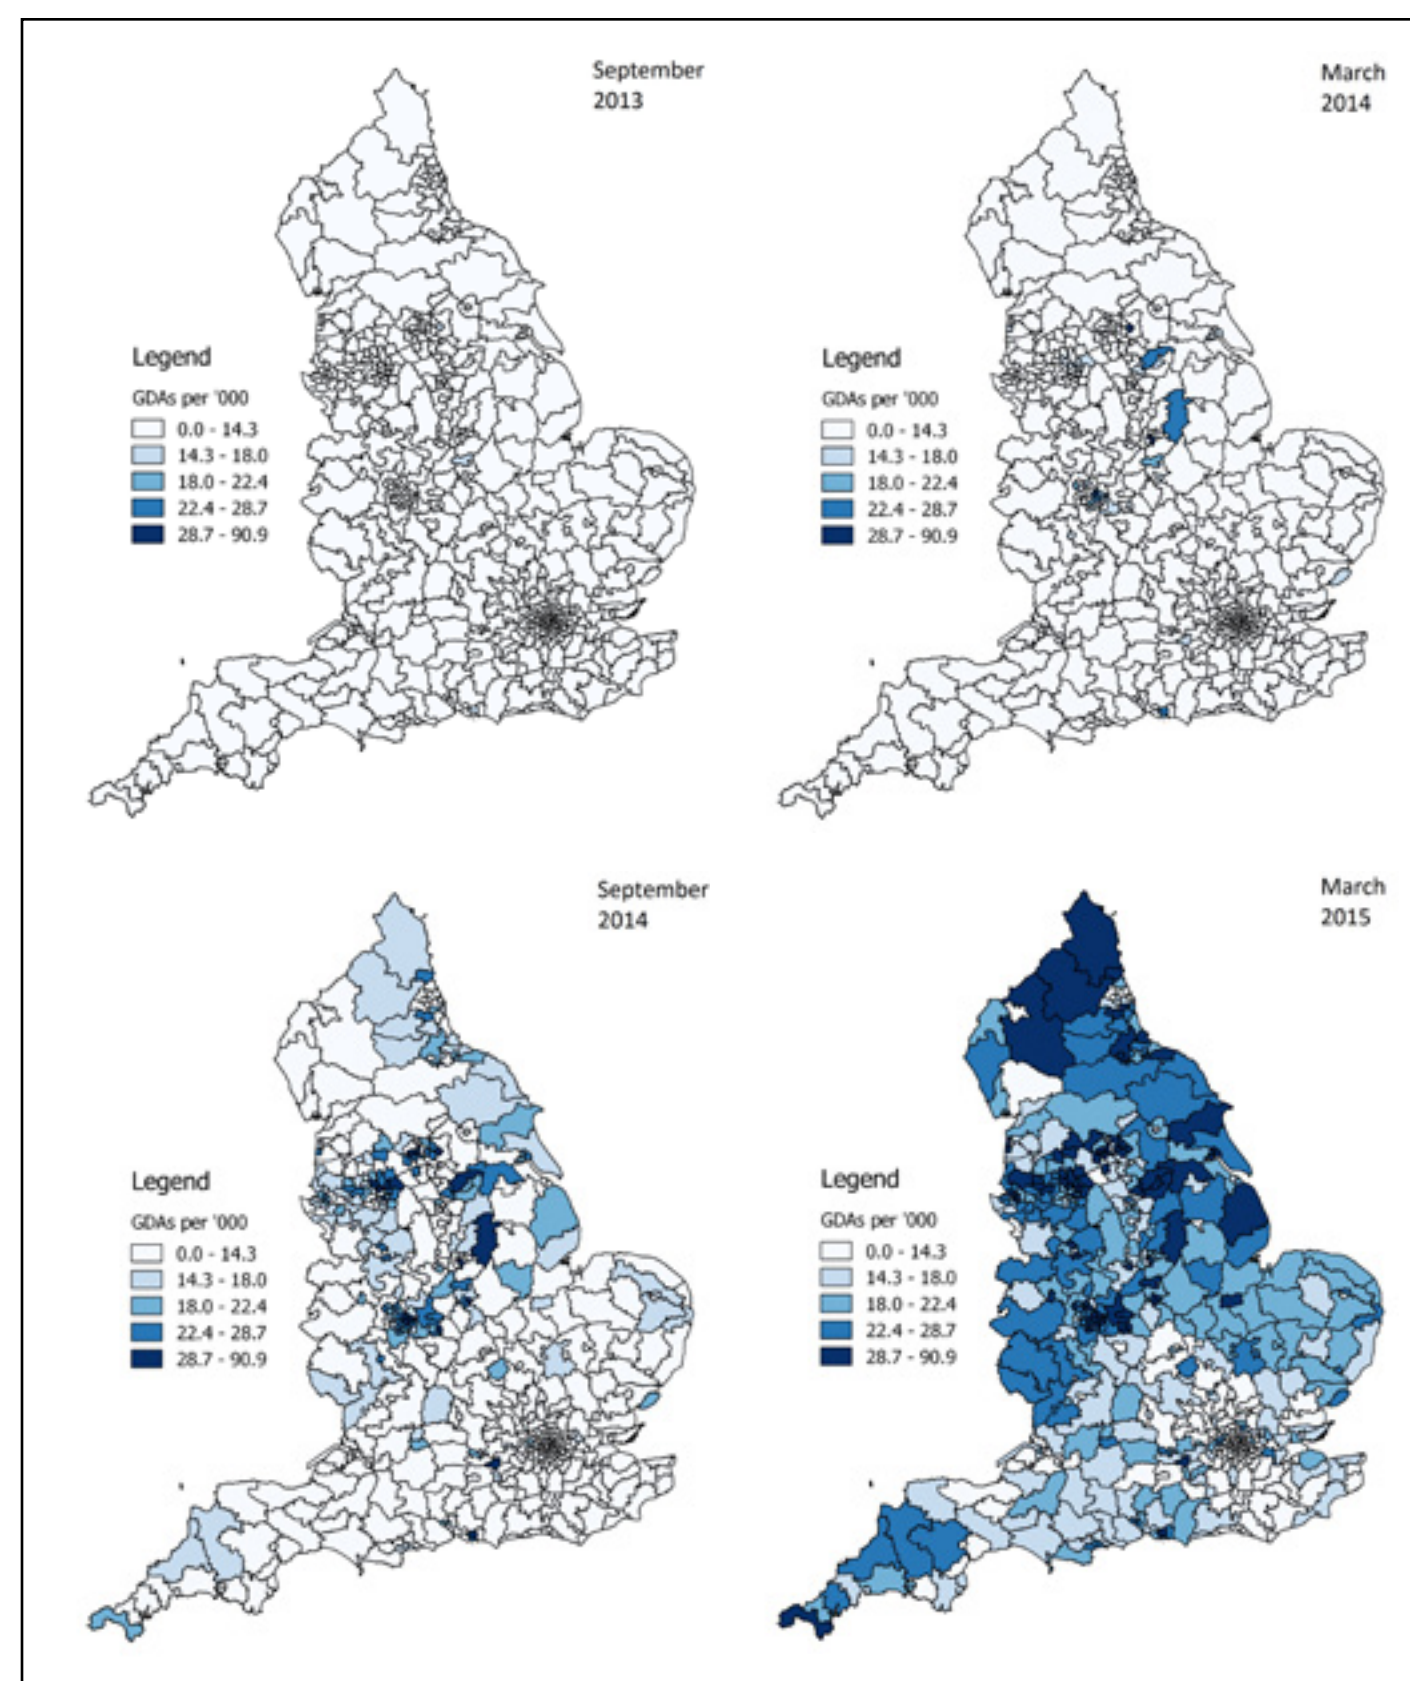 September
2013
Legend
GDAs per '000
0.0 - 14.3
14.3 - 18.0
18.0 - 22.4
22.4 - 28.7
28.7 - 90.9
March
2014
Legend
GDAs per '000
0.0 - 14.3
14.3 - 18.0
18.0 - 22.4
22.4 - 28.7
28.7 - 90.9
September
2014
Legend
GDAs per '000
0.0 - 14.3
14.3 - 18.0
18.0 - 22.4
22.4 - 28.7
28.7 - 90.9
March
2015
Legend
GDAs per '000
0.0 - 14.3
14.3 - 18.0
18.0 - 22.4
22.4 - 28.7
28.7 - 90.9